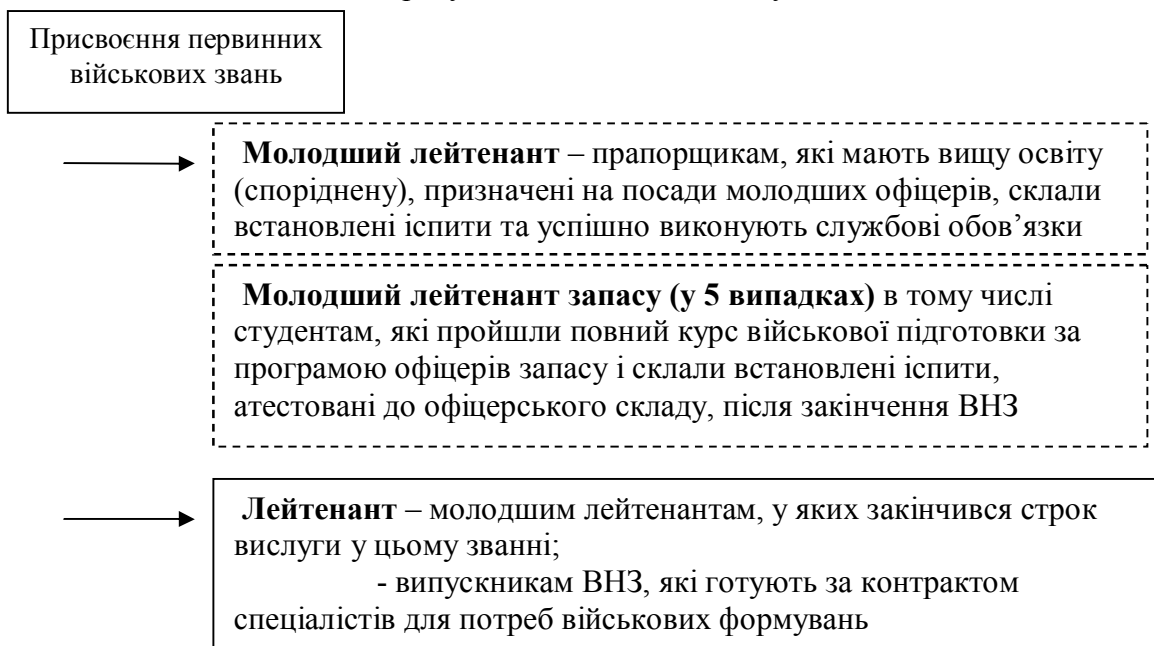 Присвоєння первинних
військових звань
Молодший лейтенант – прапорщикам, які мають вищу освіту
(споріднену), призначені на посади молодших офіцерів, склали
встановлені іспити та успішно виконують службові обов’язки
Молодший лейтенант запасу (у 5 випадках) в тому числі
студентам, які пройшли повний курс військової підготовки за
програмою офіцерів запасу і склали встановлені іспити,
атестовані до офіцерського складу, після закінчення ВНЗ
Лейтенант – молодшим лейтенантам, у яких закінчився строк
вислуги у цьому званні;
- випускникам ВНЗ, які готують за контрактом
спеціалістів для потреб військових формувань